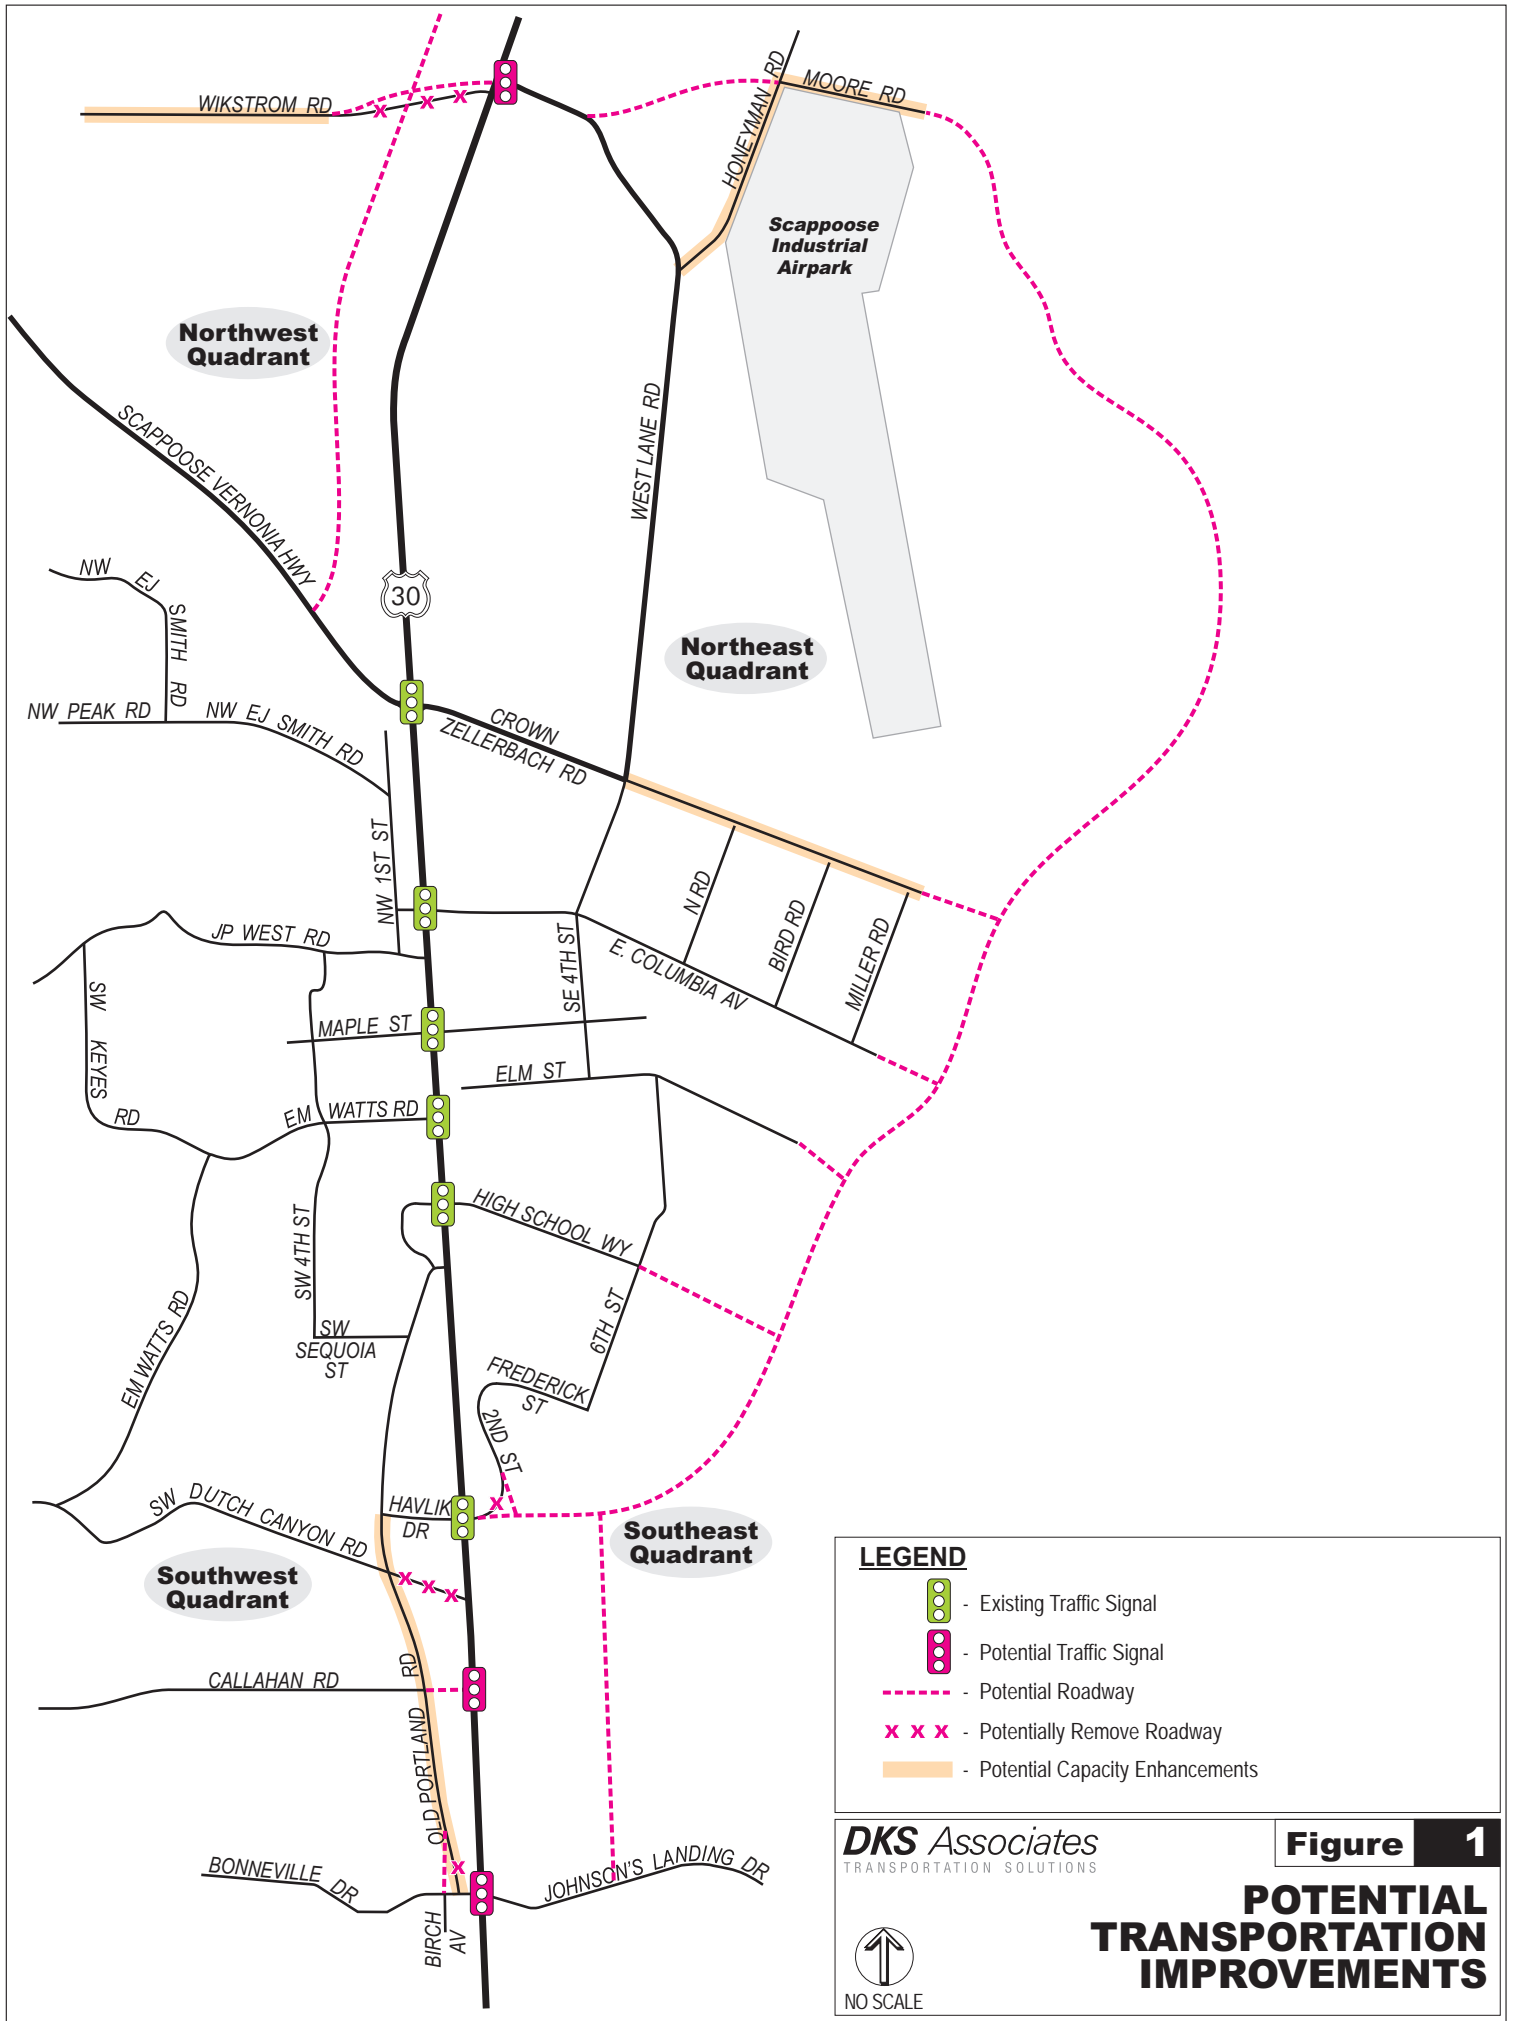 WIKSTROM RD
HONEYMAN RD
MOORE RD
Scappoose
Industrial
Airpark
Northwest
Quadrant
SCAPPOOSE VERNONIA HWY
WEST LANE RD
30
NW EJ SMITH RD
NW PEAK RD
NW EJ SMITH RD
Northeast
Quadrant
CROWN
ZELLERBACH RD
NW 1ST ST
N RD
BIRD RD
MILLER RD
JP WEST RD
SE 4TH ST
E. COLUMBIA AV
SW KEYES RD
MAPLE ST
ELM ST
EM WATTS RD
HIGH SCHOOL WY
SW 4TH ST
EM WATTS RD
SW
SEQUOIA
ST
6TH ST
FREDERICK
ST
2ND ST
HAVLIK
DR
SW DUTCH CANYON RD
Southeast
Quadrant
Southwest
Quadrant
CALLAHAN RD
OLD PORTLAND RD
BONNEVILLE DR
JOHNSON'S LANDING DR
BIRCH
AV
LEGEND
- Existing Traffic Signal
- Potential Traffic Signal
- Potential Roadway
x x x - Potentially Remove Roadway
- Potential Capacity Enhancements
DKS Associates
TRANSPORTATION SOLUTIONS
Figure 1
POTENTIAL
TRANSPORTATION
IMPROVEMENTS
NO SCALE